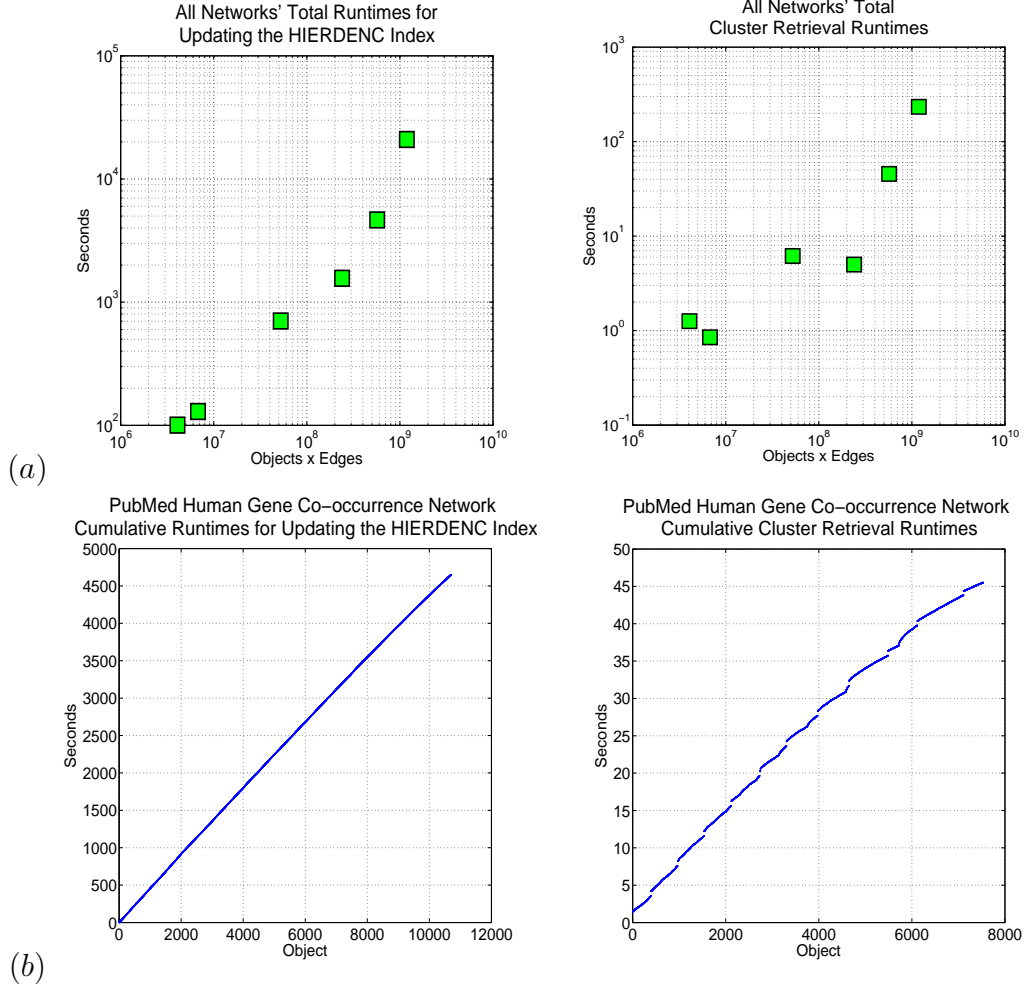 All Networks' Total Runtimes for
Updating the HIERDENC Index
10^5
10^4
10^3
10^2
Seconds
10^6
10^7
10^8
10^9
10^10
Objects x Edges
All Networks' Total
Cluster Retrieval Runtimes
10^3
10^2
10^1
10^0
10^−1
Seconds
10^6
10^7
10^8
10^9
10^10
Objects x Edges
(a)
PubMed Human Gene Co−occurrence Network
Cumulative Runtimes for Updating the HIERDENC Index
5000
4500
4000
3500
3000
2500
2000
1500
1000
500
0
Seconds
0
2000
4000
6000
8000
10000
12000
Object
PubMed Human Gene Co−occurrence Network
Cumulative Cluster Retrieval Runtimes
50
45
40
35
30
25
20
15
10
5
0
Seconds
0
2000
4000
6000
8000
Object
(b)